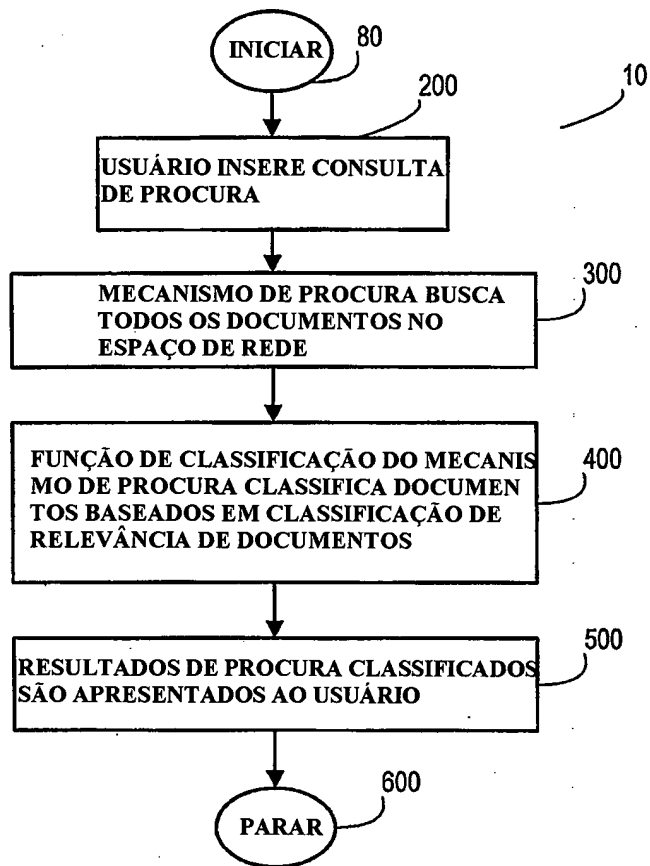 INICIAR
80
200
10
USUÁRIO INSERE CONSULTA
DE PROCURA
300
MECANISMO DE PROCURA BUSCA
TODOS OS DOCUMENTOS NO
ESPAÇO DE REDE
400
FUNÇÃO DE CLASSIFICAÇÃO DO MECANIS
MO DE PROCURA CLASSIFICA DOCUMEN
TOS BASEADOS EM CLASSIFICAÇÃO DE
RELEVÂNCIA DE DOCUMENTOS
500
RESULTADOS DE PROCURA CLASSIFICADOS
SÃO APRESENTADOS AO USUÁRIO
600
PARAR